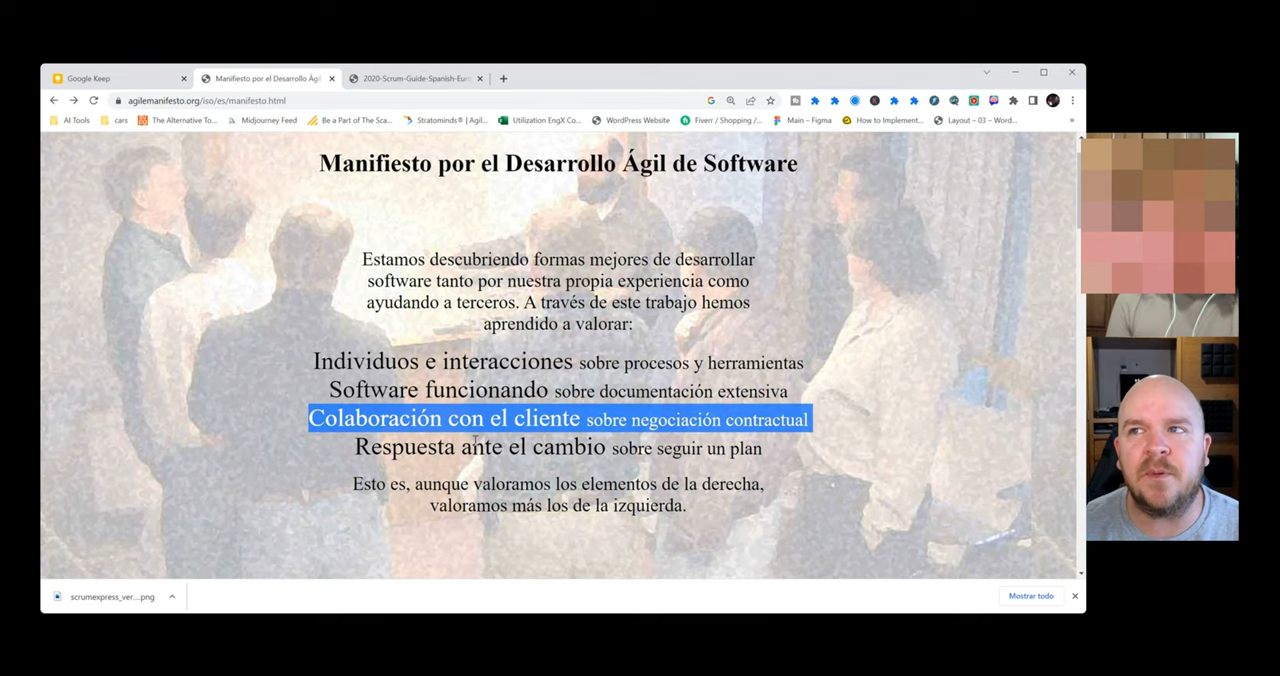 Google Keep
Manifiesto por el Desarrollo Ágil
2020-Scrum-Guide-Spanish-Eur
agilemanifesto.org/iso/es/manifesto.html
AI Tools
cars
The Alternative To...
Midjourney Feed
Be a Part of The Sca...
Stratominds® | Agil...
Utilization EngX Co...
WordPress Website
Fiverr / Shopping /...
Main – Figma
How to Implement...
Layout – 03 – Word...
»
Manifiesto por el Desarrollo Ágil de Software
Estamos descubriendo formas mejores de desarrollar
software tanto por nuestra propia experiencia como
ayudando a terceros. A través de este trabajo hemos
aprendido a valorar:
Individuos e interacciones sobre procesos y herramientas
Software funcionando sobre documentación extensiva
Colaboración con el cliente sobre negociación contractual
Respuesta ante el cambio sobre seguir un plan
Esto es, aunque valoramos los elementos de la derecha,
valoramos más los de la izquierda.
scrumexpress_ver....png
Mostrar todo